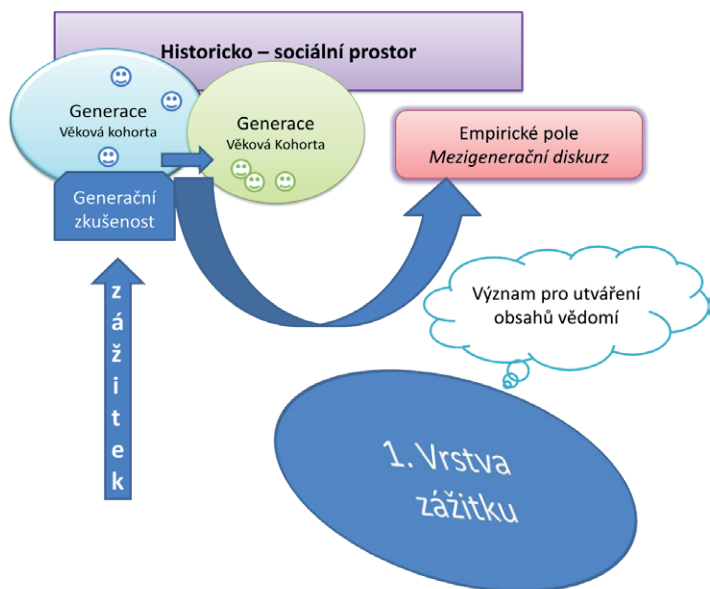 Historicko – sociální prostor
Generace
Věková kohorta
Generace
Věková Kohorta
Empirické pole
Mezigenerační diskurz
Generační
zkušenost
zážitek
Význam pro utváření
obsahů vědomí
1. Vrstva
zážitku